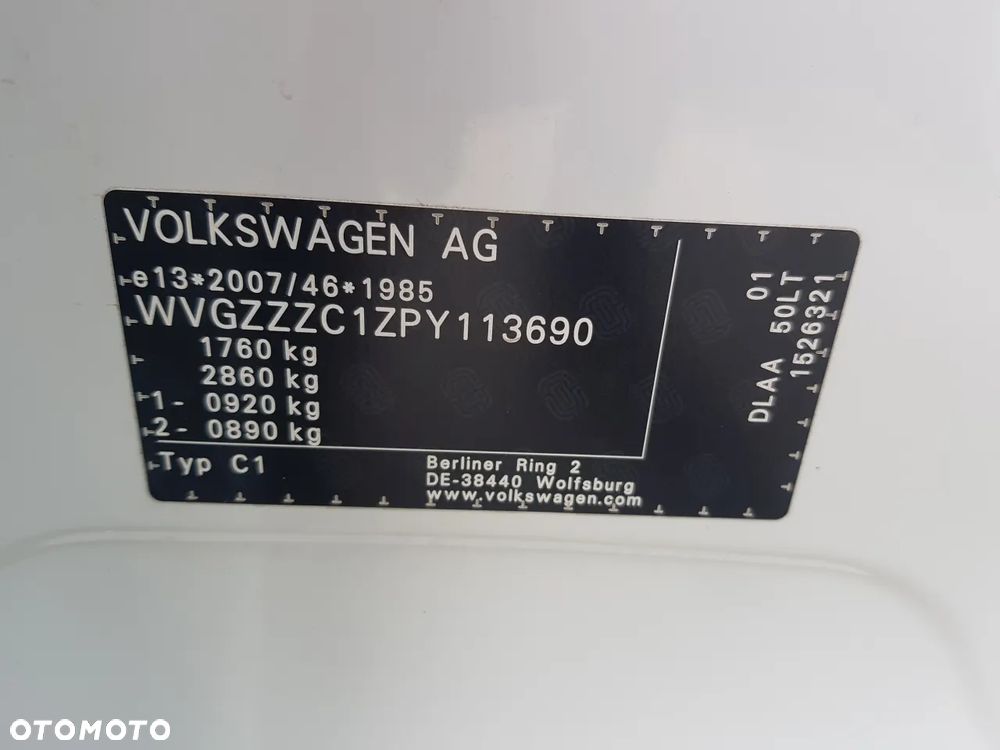 VOLKSWAGEN AG
e13*2007/46*1985
WVGZZZC1ZPY113690
1760 kg
2860 kg
1- 0920 kg
2- 0890 kg
Typ C1
Berliner Ring 2
DE-38440 Wolfsburg
www.volkswagen.com
01
DLAA 50LT
1526321
OTOMOTO